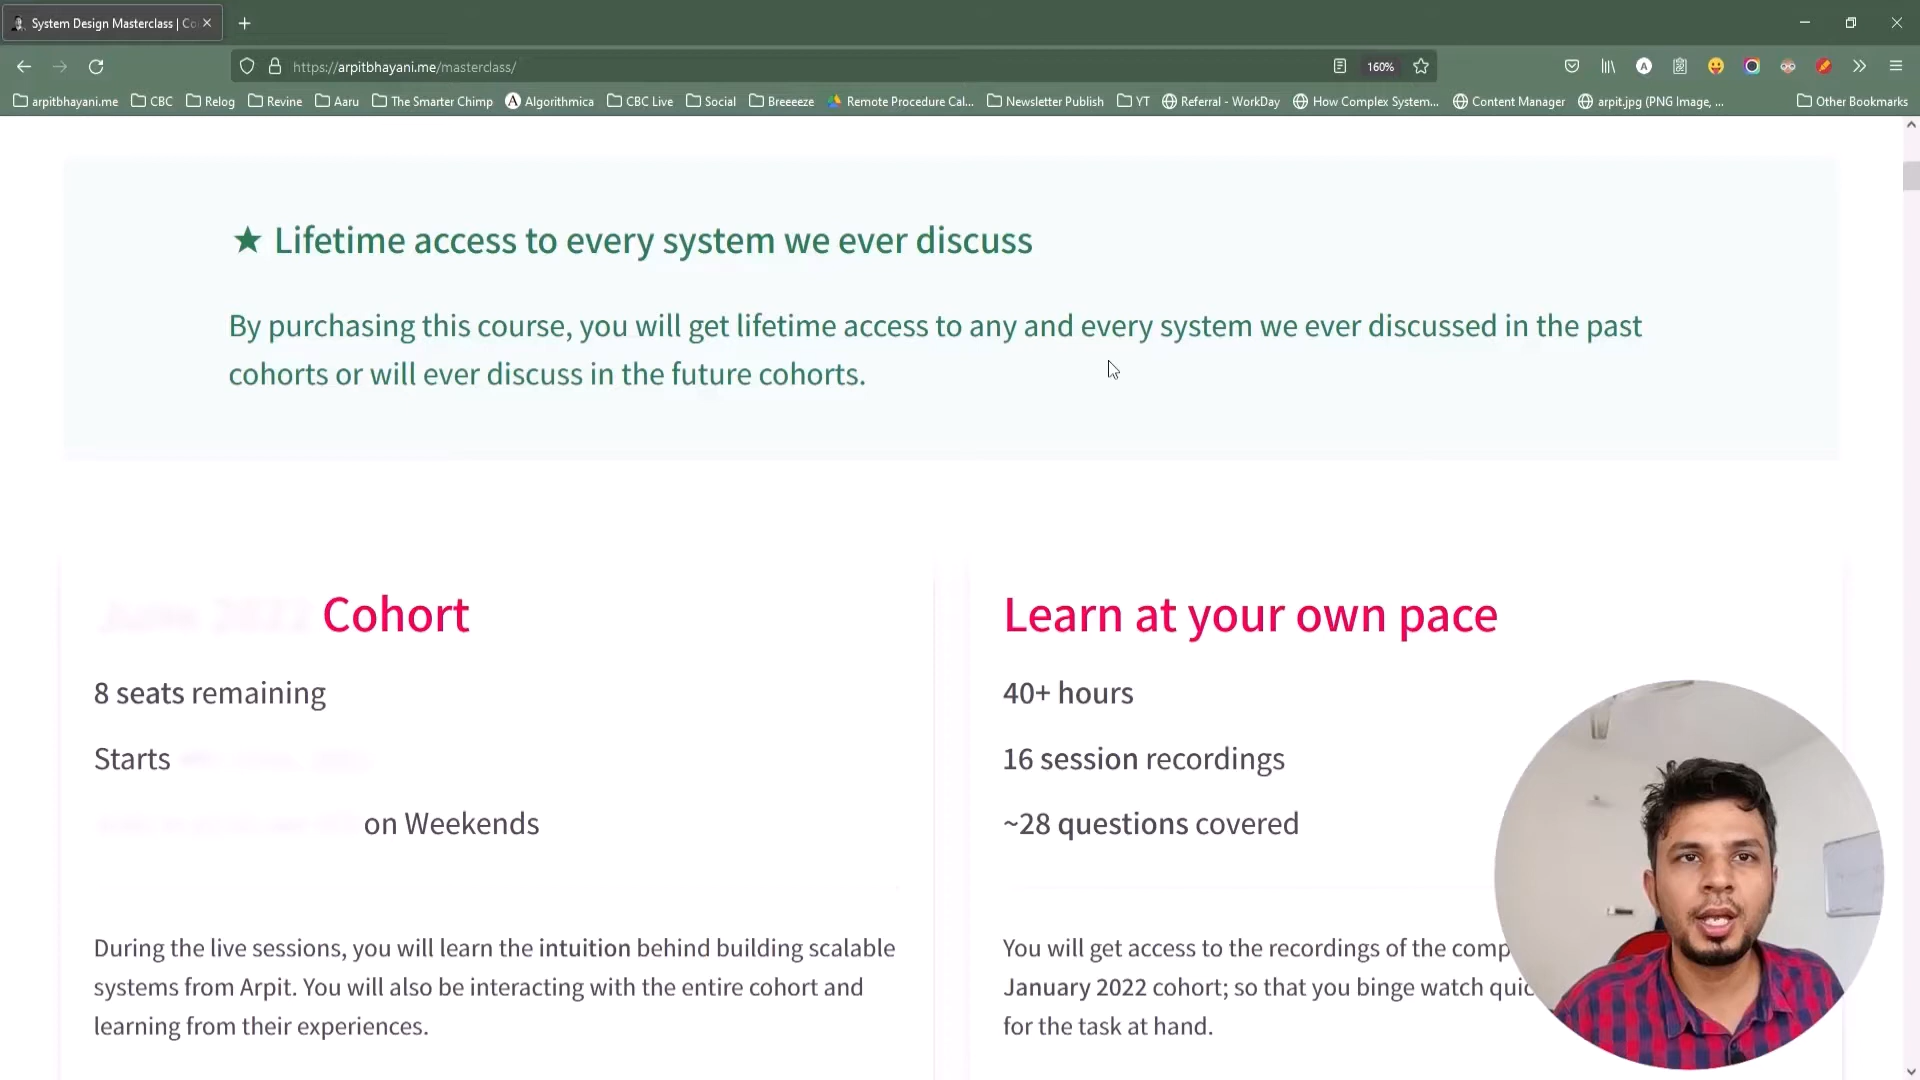 System Design Masterclass | Co
https://arpitbhayani.me/masterclass/
160%
arpitbhayani.me
CBC
Relog
Revine
Aaru
The Smarter Chimp
Algorithmica
CBC Live
Social
Breeeeze
Remote Procedure Cal...
Newsletter Publish
YT
Referral - WorkDay
How Complex System...
Content Manager
arpit.jpg (PNG Image, ...
Other Bookmarks
★ Lifetime access to every system we ever discuss
By purchasing this course, you will get lifetime access to any and every system we ever discussed in the past
cohorts or will ever discuss in the future cohorts.
Cohort
8 seats remaining
Starts
on Weekends
During the live sessions, you will learn the intuition behind building scalable
systems from Arpit. You will also be interacting with the entire cohort and
learning from their experiences.
Learn at your own pace
40+ hours
16 session recordings
~28 questions covered
You will get access to the recordings of the comp
January 2022 cohort; so that you binge watch quic
for the task at hand.